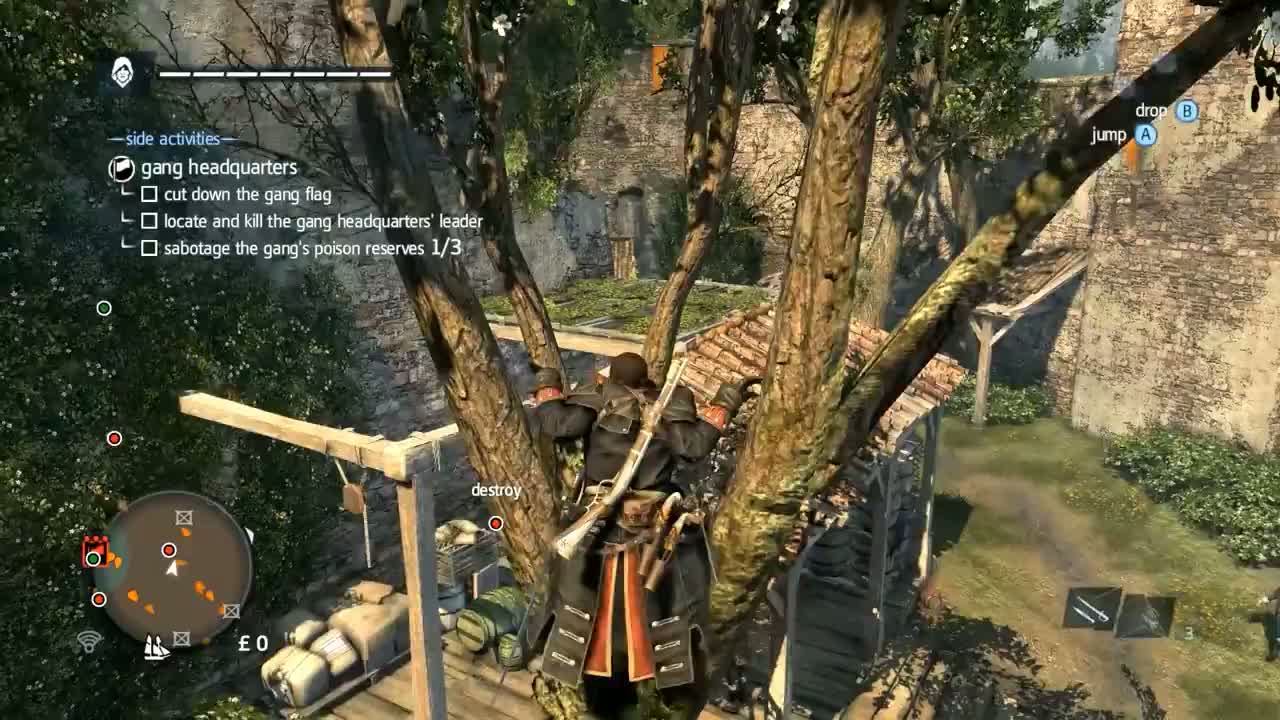 side activities
gang headquarters
cut down the gang flag
locate and kill the gang headquarters' leader
sabotage the gang's poison reserves 1/3
drop B
jump A
destroy
£ 0
3